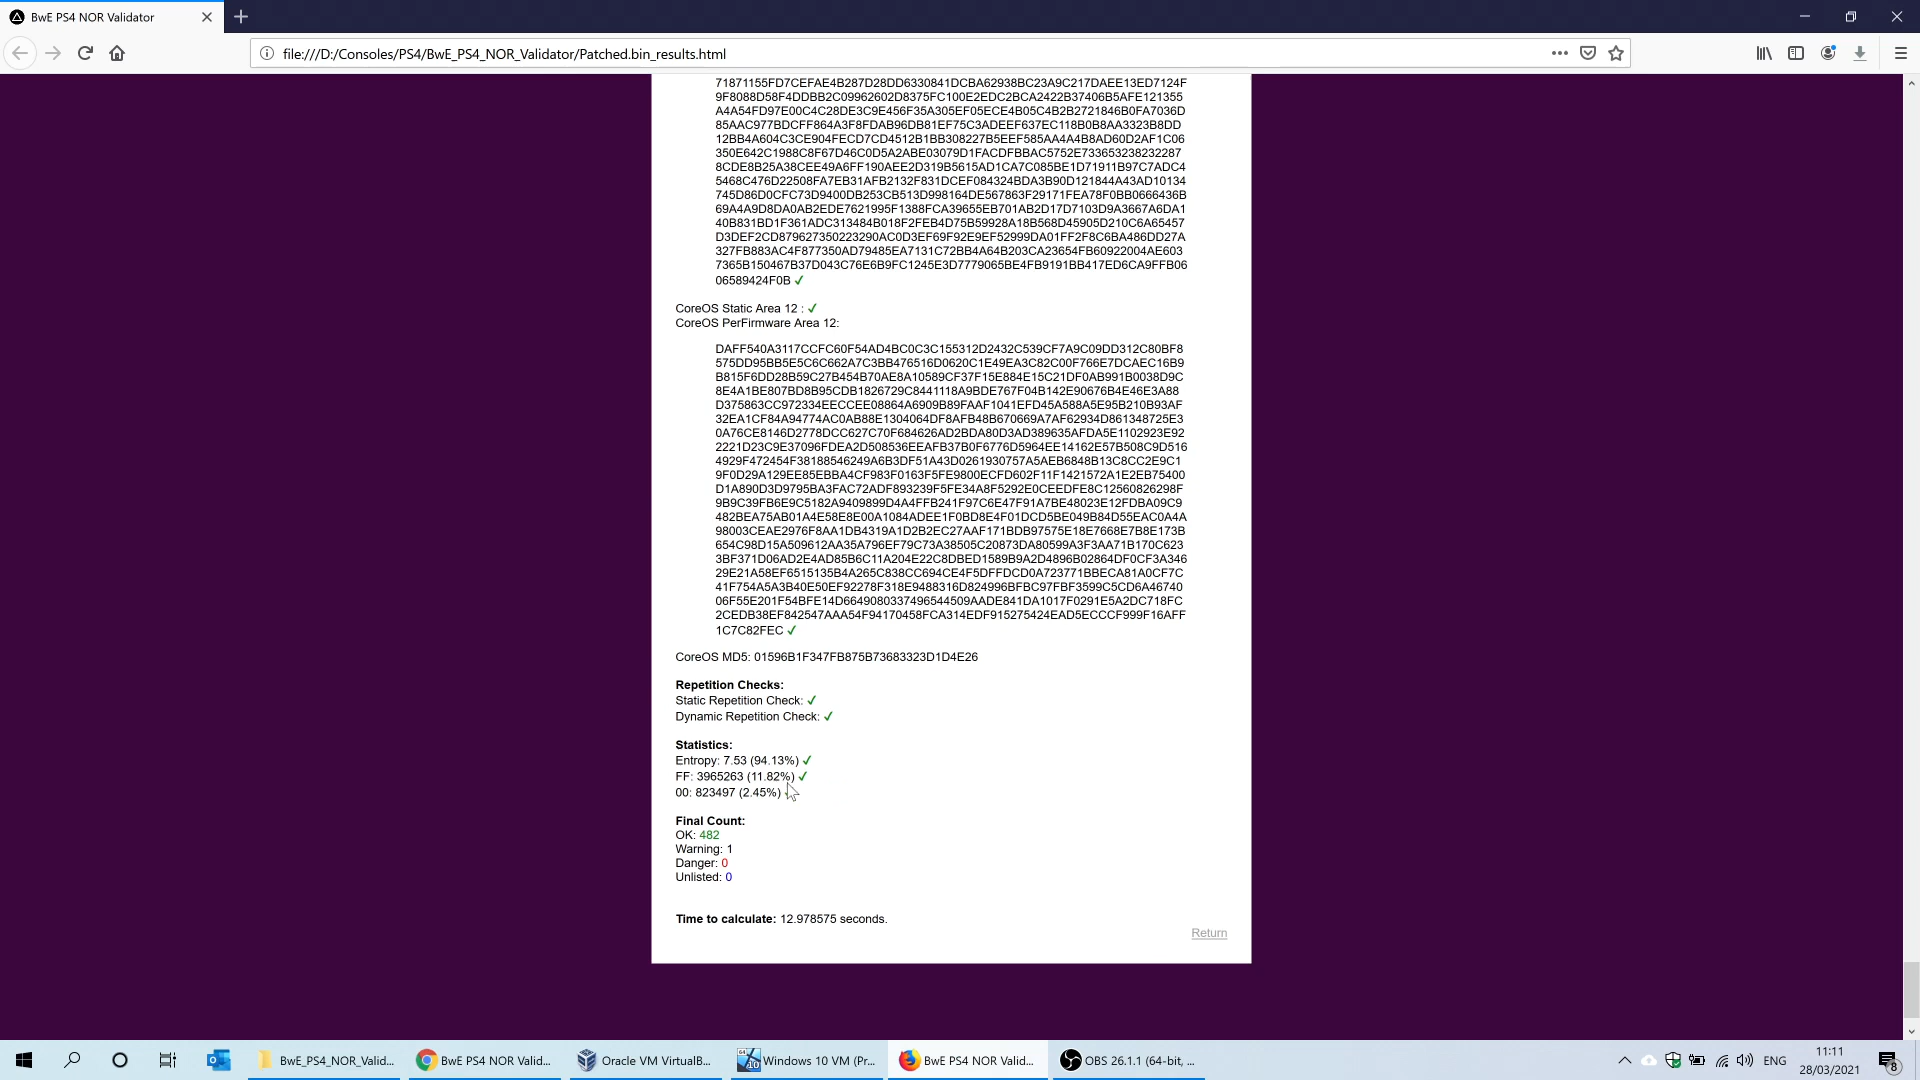 BwE PS4 NOR Validator
file:///D:/Consoles/PS4/BwE_PS4_NOR_Validator/Patched.bin_results.html
71871155FD7CEFAE4B287D28DD6330841DCBA62938BC23A9C217DAEE13ED7124F
9F8088D58F4DDBB2C09962602D8375FC100E2EDC2BCA2422B37406B5AFE121355
A4A54FD97E00C4C28DE3C9E456F35A305EF05ECE4B05C4B2B2721846B0FA7036D
85AAC977BDCFF864A3F8FDAB96DB81EF75C3ADEEF637EC118B0B8AA3323B8DD
12BB4A604C3CE904FECD7CD4512B1BB308227B5EEF585AA4A4B8AD60D2AF1C06
350E642C1988C8F67D46C0D5A2ABE03079D1FACDFBBAC5752E733653238232287
8CDE8B25A38CEE49A6FF190AEE2D319B5615AD1CA7C085BE1D71911B97C7ADC4
5468C476D22508FA7EB31AFB2132F831DCEF084324BDA3B90D121844A43AD10134
745D86D0CFC73D9400DB253CB513D998164DE567863F29171FEA78F0BB0666436B
69A4A9D8DA0AB2EDE7621995F1388FCA39655EB701AB2D17D7103D9A3667A6DA1
40B831BD1F361ADC313484B018F2FEB4D75B59928A18B568D45905D210C6A65457
D3DEF2CD879627350223290AC0D3EF69F92E9EF52999DA01FF2F8C6BA486DD27A
327FB883AC4F877350AD79485EA7131C72BB4A64B203CA23654FB60922004AE603
7365B150467B37D043C76E6B9FC1245E3D7779065BE4FB9191BB417ED6CA9FFB06
06589424F0B ✓
CoreOS Static Area 12 : ✓
CoreOS PerFirmware Area 12:
DAFF540A3117CCFC60F54AD4BC0C3C155312D2432C539CF7A9C09DD312C80BF8
575DD95BB5E5C6C662A7C3BB476516D0620C1E49EA3C82C00F766E7DCAEC16B9
B815F6DD28B59C27B454B70AE8A10589CF37F15E884E15C21DF0AB991B0038D9C
8E4A1BE807BD8B95CDB1826729C8441118A9BDE767F04B142E90676B4E46E3A88
D375863CC972334EECCEE08864A6909B89FAAF1041EFD45A588A5E95B210B93AF
32EA1CF84A94774AC0AB88E1304064DF8AFB48B670669A7AF62934D861348725E3
0A76CE8146D2778DCC627C70F684626AD2BDA80D3AD389635AFDA5E1102923E92
2221D23C9E37096FDEA2D508536EEAFB37B0F6776D5964EE14162E57B508C9D516
4929F472454F38188546249A6B3DF51A43D0261930757A5AEB6848B13C8CC2E9C1
9F0D29A129EE85EBBA4CF983F0163F5FE9800ECFD602F11F1421572A1E2EB75400
D1A890D3D9795BA3FAC72ADF893239F5FE34A8F5292E0CEEDFE8C12560826298F
9B9C39FB6E9C5182A9409899D4A4FFB241F97C6E47F91A7BE48023E12FDBA09C9
482BEA75AB01A4E58E8E00A1084ADEE1F0BD8E4F01DCD5BE049B84D55EAC0A4A
98003CEAE2976F8AA1DB4319A1D2B2EC27AAF171BDB97575E18E7668E7B8E173B
654C98D15A509612AA35A796EF79C73A38505C20873DA80599A3F3AA71B170C623
3BF371D06AD2E4AD85B6C11A204E22C8DBED1589B9A2D4896B02864DF0CF3A346
29E21A58EF6515135B4A265C838CC694CE4F5DFFDCD0A723771BBECA81A0CF7C
41F754A5A3B40E50EF92278F318E9488316D824996BFBC97FBF3599C5CD6A46740
06F55E201F54BFE14D6649080337496544509AADE841DA1017F0291E5A2DC718FC
2CEDB38EF842547AAA54F94170458FCA314EDF915275424EAD5ECCCF999F16AFF
1C7C82FEC ✓
CoreOS MD5: 01596B1F347FB875B73683323D1D4E26
Repetition Checks:
Static Repetition Check: ✓
Dynamic Repetition Check: ✓
Statistics:
Entropy: 7.53 (94.13%) ✓
FF: 3965263 (11.82%) ✓
00: 823497 (2.45%)
Final Count:
OK: 482
Warning: 1
Danger: 0
Unlisted: 0
Time to calculate: 12.978575 seconds.
Return
BwE_PS4_NOR_Valid...
BwE PS4 NOR Valid...
Oracle VM VirtualB...
Windows 10 VM (Pr...
BwE PS4 NOR Valid...
OBS 26.1.1 (64-bit, ...
ENG
11:11
28/03/2021
8